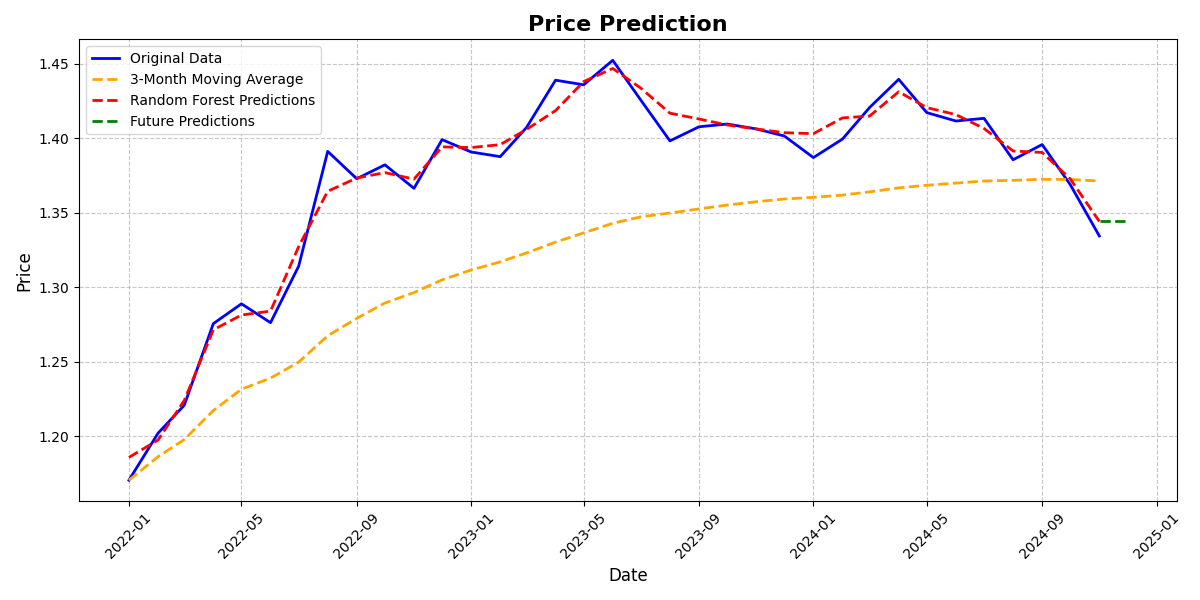 Price Prediction
Original Data
3-Month Moving Average
Random Forest Predictions
Future Predictions
Price
1.45
1.40
1.35
1.30
1.25
1.20
2022-01
2022-05
2022-09
2023-01
2023-05
2023-09
2024-01
2024-05
2024-09
2025-01
Date